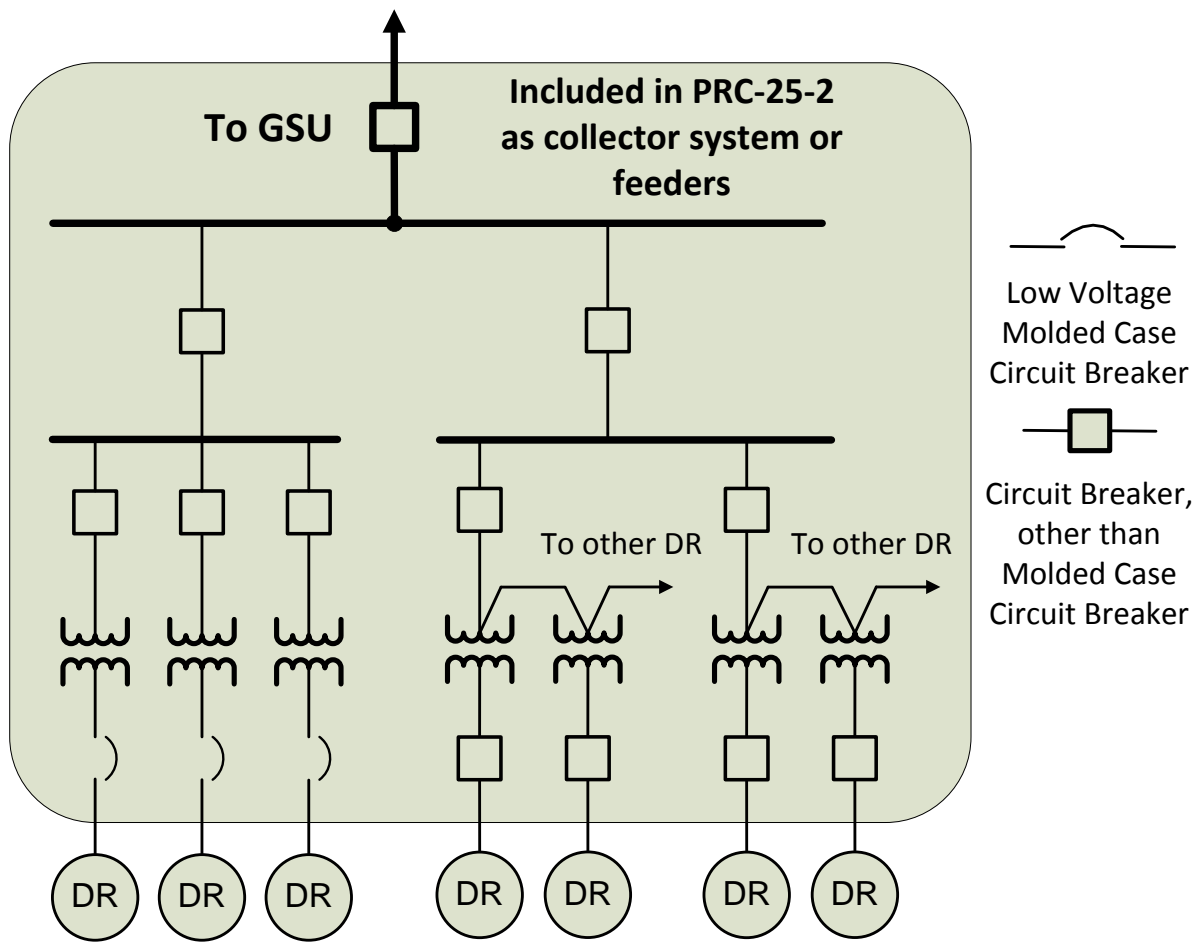 To GSU
Included in PRC-25-2
as collector system or
feeders
Low Voltage
Molded Case
Circuit Breaker
Circuit Breaker,
other than
Molded Case
Circuit Breaker
To other DR
To other DR
DR
DR
DR
DR
DR
DR
DR